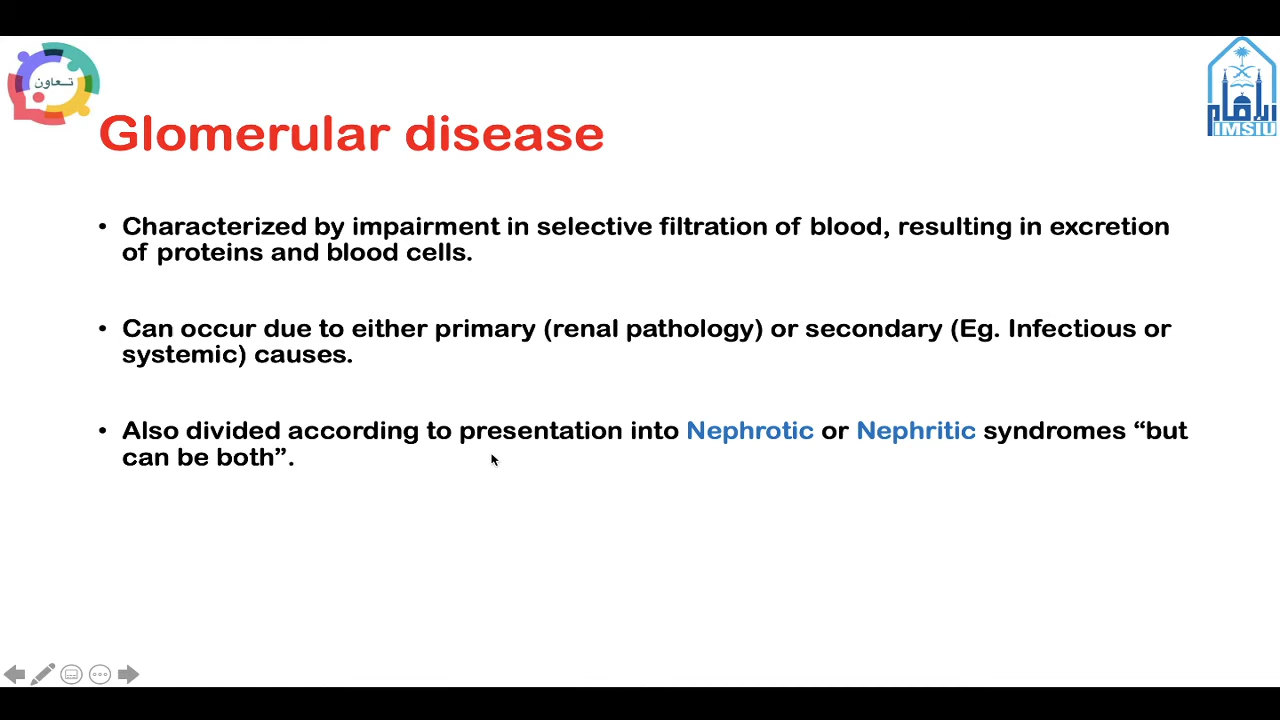 تعاون
الإمام
IMSIU
Glomerular disease
• Characterized by impairment in selective filtration of blood, resulting in excretion
of proteins and blood cells.
• Can occur due to either primary (renal pathology) or secondary (Eg. Infectious or
systemic) causes.
• Also divided according to presentation into Nephrotic or Nephritic syndromes “but
can be both”.